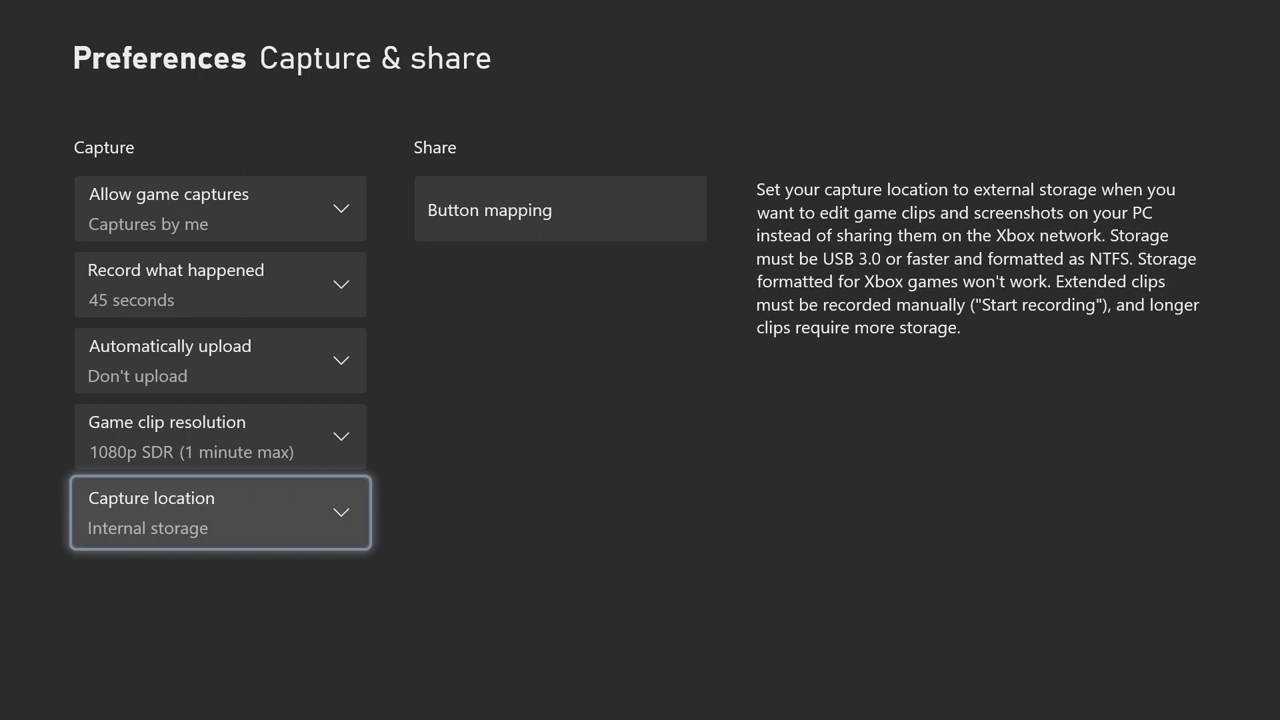 Preferences Capture & share
Capture
Allow game captures
Captures by me
Record what happened
45 seconds
Automatically upload
Don't upload
Game clip resolution
1080p SDR (1 minute max)
Capture location
Internal storage
Share
Button mapping
Set your capture location to external storage when you
want to edit game clips and screenshots on your PC
instead of sharing them on the Xbox network. Storage
must be USB 3.0 or faster and formatted as NTFS. Storage
formatted for Xbox games won't work. Extended clips
must be recorded manually ("Start recording"), and longer
clips require more storage.